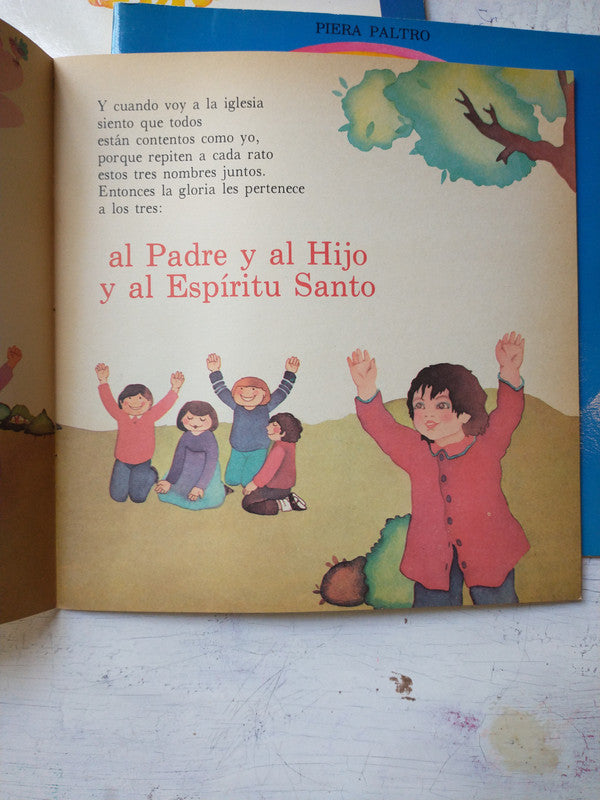 PIERA PALTRO
Y cuando voy a la iglesia
siento que todos
están contentos como yo,
porque repiten a cada rato
estos tres nombres juntos.
Entonces la gloria les pertenece
a los tres:
al Padre y al Hijo
y al Espíritu Santo